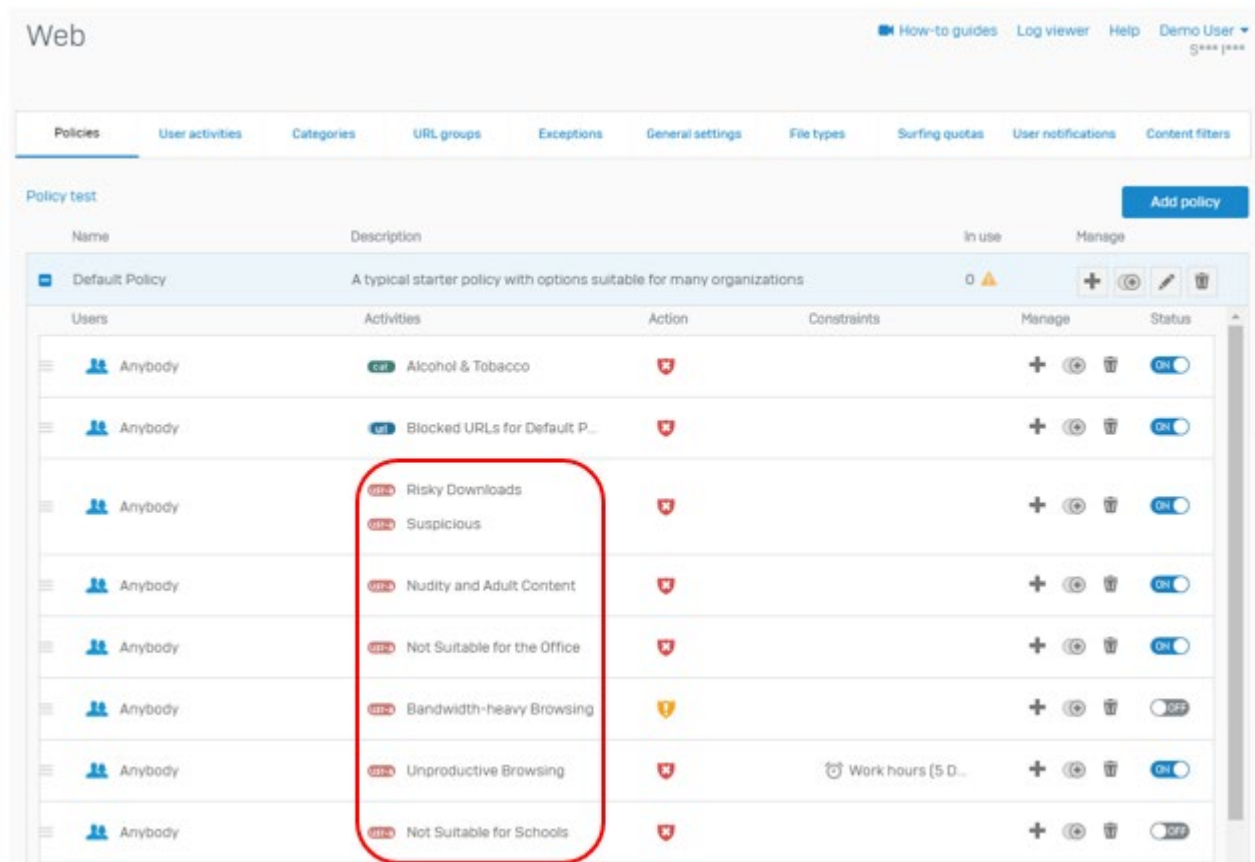 Web
How-to guides Log viewer Help Demo User
S*** I***
Policies User activities Categories URL groups Exceptions General settings File types Surfing quotas User notifications Content filters
Policy test
Add policy
Name Description In use Manage
Default Policy A typical starter policy with options suitable for many organizations 0
Users Activities Action Constraints Manage Status
Anybody cat Alcohol & Tobacco ON
Anybody url Blocked URLs for Default P... ON
Risky Downloads
Anybody ON
Suspicious
Anybody Nudity and Adult Content ON
Anybody Not Suitable for the Office ON
Anybody Bandwidth-heavy Browsing OFF
Anybody Unproductive Browsing Work hours (5 D... ON
Anybody Not Suitable for Schools OFF